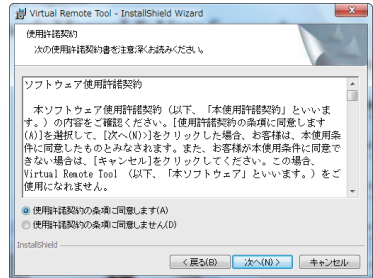 Virtual Remote Tool - InstallShield Wizard
使用許諾契約
次の使用許諾契約書を注意深くお読みください。
ソフトウェア使用許諾契約
本ソフトウェア使用許諾契約（以下、「本使用許諾契約」といいま
す。）の内容をご確認ください。[使用許諾契約の条項に同意します
(A)]を選択して、[次へ(N)>]をクリックした場合、お客様は、本使用条
件に同意したものとみなされます。また、お客様が本使用条件に同意で
きない場合は、[キャンセル]をクリックしてください。この場合、
Virtual Remote Tool （以下、「本ソフトウェア」といいます。）をご
使用になれません。
使用許諾契約の条項に同意します(A)
使用許諾契約の条項に同意しません(D)
InstallShield
< 戻る(B)
次へ(N) >
キャンセル